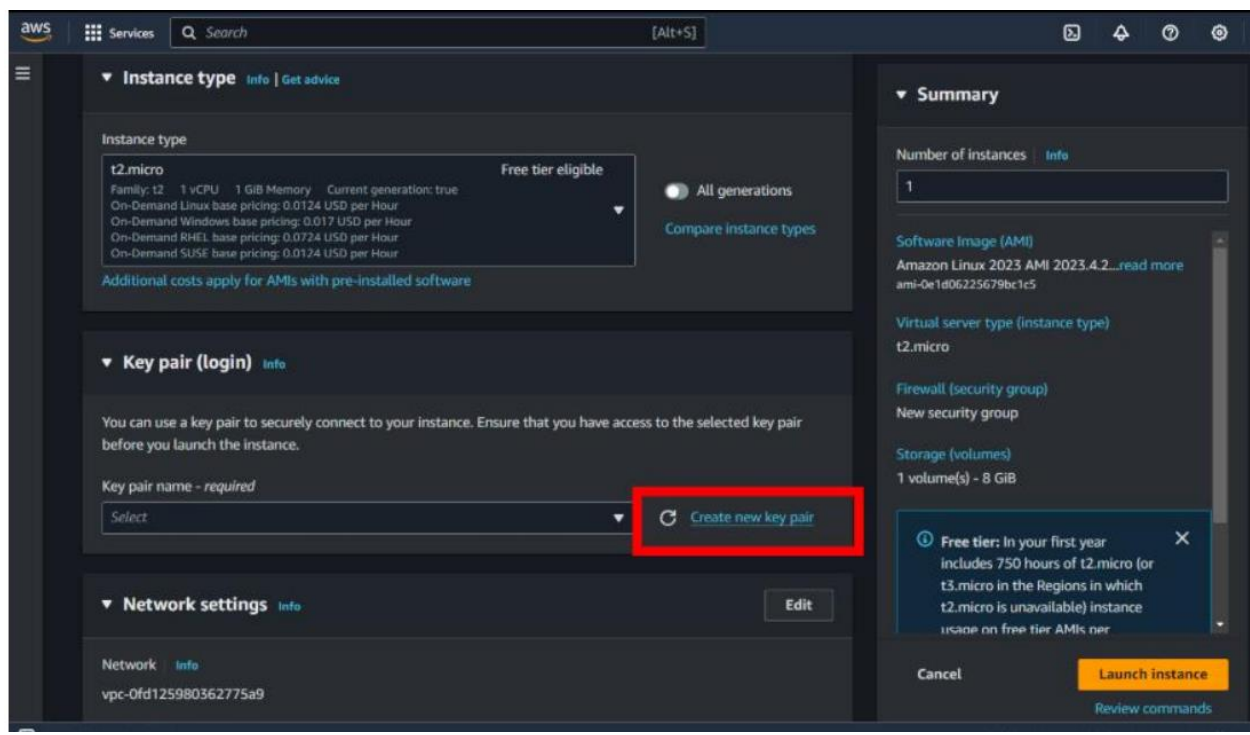 aws
Services
Search
[Alt+S]
Instance type Info | Get advice
Instance type
t2.micro Free tier eligible
Family: t2 1 vCPU 1 GiB Memory Current generation: true
On-Demand Linux base pricing: 0.0124 USD per Hour
On-Demand Windows base pricing: 0.017 USD per Hour
On-Demand RHEL base pricing: 0.0724 USD per Hour
On-Demand SUSE base pricing: 0.0124 USD per Hour
All generations
Compare instance types
Additional costs apply for AMIs with pre-installed software
Key pair (login) Info
You can use a key pair to securely connect to your instance. Ensure that you have access to the selected key pair
before you launch the instance.
Key pair name - required
Select
Create new key pair
Network settings Info
Edit
Network Info
vpc-0fd125980362775a9
Summary
Number of instances Info
1
Software Image (AMI)
Amazon Linux 2023 AMI 2023.4.2...read more
ami-0e1d06225679bc1c5
Virtual server type (instance type)
t2.micro
Firewall (security group)
New security group
Storage (volumes)
1 volume(s) - 8 GiB
Free tier: In your first year
includes 750 hours of t2.micro (or
t3.micro in the Regions in which
t2.micro is unavailable) instance
usage on free tier AMIs per
Cancel
Launch instance
Review commands